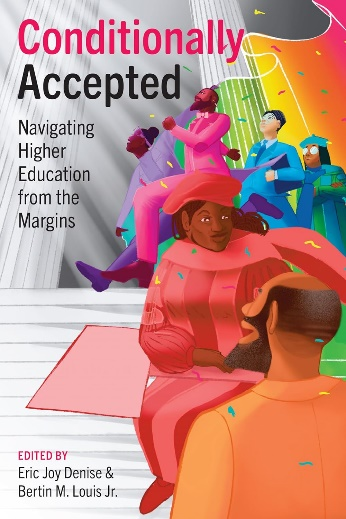 Conditionally
Accepted
Navigating
Higher
Education
from the
Margins
EDITED BY
Eric Joy Denise &
Bertin M. Louis Jr.